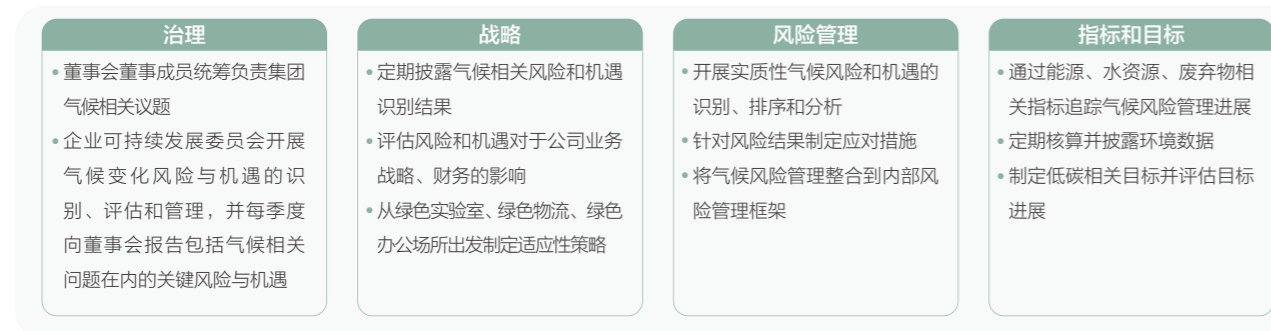 治理
• 董事会董事成员统筹负责集团
气候相关议题
• 企业可持续发展委员会开展
气候变化风险与机遇的识
别、评估和管理，并每季度
向董事会报告包括气候相关
问题在内的关键风险与机遇
战略
• 定期披露气候相关风险和机遇
识别结果
• 评估风险和机遇对于公司业务
战略、财务的影响
• 从绿色实验室、绿色物流、绿色
办公场所出发制定适应性策略
风险管理
• 开展实质性气候风险和机遇的
识别、排序和分析
• 针对风险结果制定应对措施
• 将气候风险管理整合到内部风
险管理框架
指标和目标
• 通过能源、水资源、废弃物相
关指标追踪气候风险管理进展
• 定期核算并披露环境数据
• 制定低碳相关目标并评估目标
进展